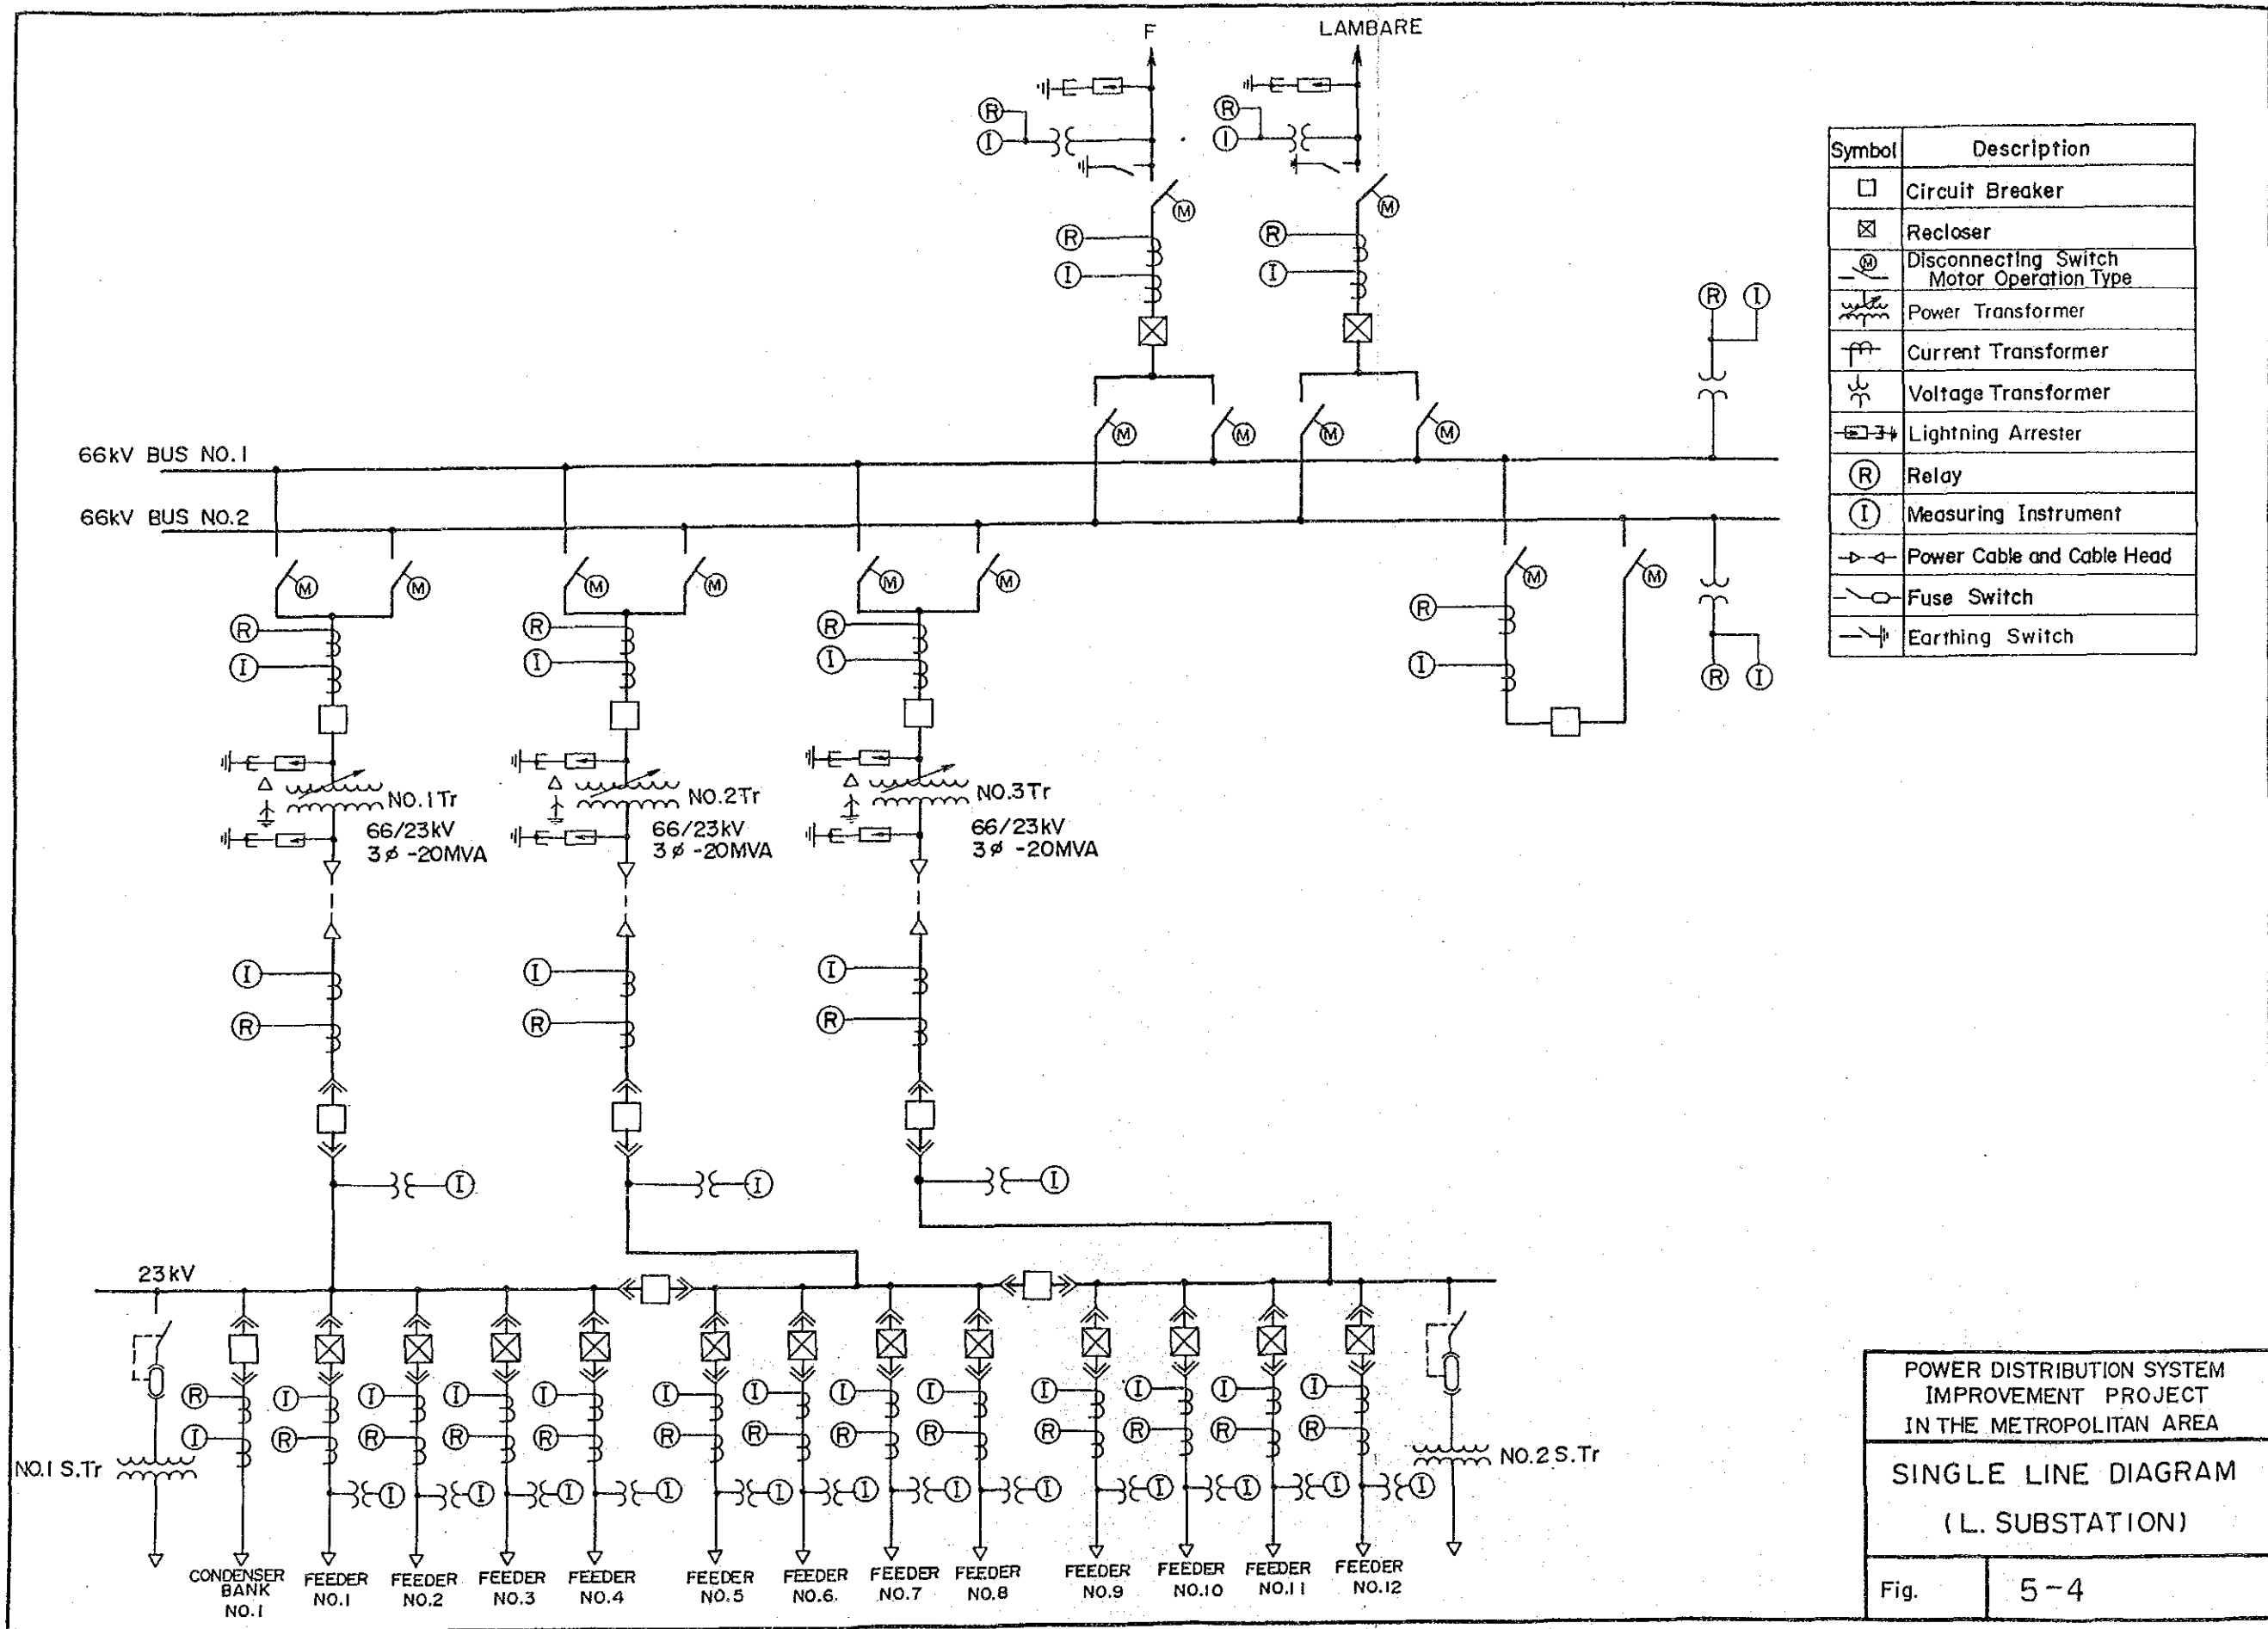 F
LAMBARE
R
I
R
I
M
M
R
I
R
I
R
I
M
M
M
M
66kV BUS NO.1
66kV BUS NO.2
M
M
M
M
M
M
M
M
R
I
R
I
R
I
R
I
R
I
NO.1Tr
66/23kV
3ø -20MVA
NO.2Tr
66/23kV
3ø -20MVA
NO.3Tr
66/23kV
3ø -20MVA
I
R
I
R
I
R
I
I
I
23kV
R
I
I
R
I
R
I
R
I
R
I
R
I
R
I
R
I
R
I
R
I
R
I
R
I
R
NO.1 S.Tr
NO.2 S.Tr
I
I
I
I
I
I
I
I
I
I
I
I
CONDENSER
BANK
NO.1
FEEDER
NO.1
FEEDER
NO.2
FEEDER
NO.3
FEEDER
NO.4
FEEDER
NO.5
FEEDER
NO.6.
FEEDER
NO.7
FEEDER
NO.8
FEEDER
NO.9
FEEDER
NO.10
FEEDER
NO.11
FEEDER
NO.12
Symbol Description
Circuit Breaker
Recloser
M Disconnecting Switch
Motor Operation Type
Power Transformer
Current Transformer
Voltage Transformer
Lightning Arrester
R Relay
I Measuring Instrument
Power Cable and Cable Head
Fuse Switch
Earthing Switch
POWER DISTRIBUTION SYSTEM
IMPROVEMENT PROJECT
IN THE METROPOLITAN AREA
SINGLE LINE DIAGRAM
(L. SUBSTATION)
Fig. 5-4